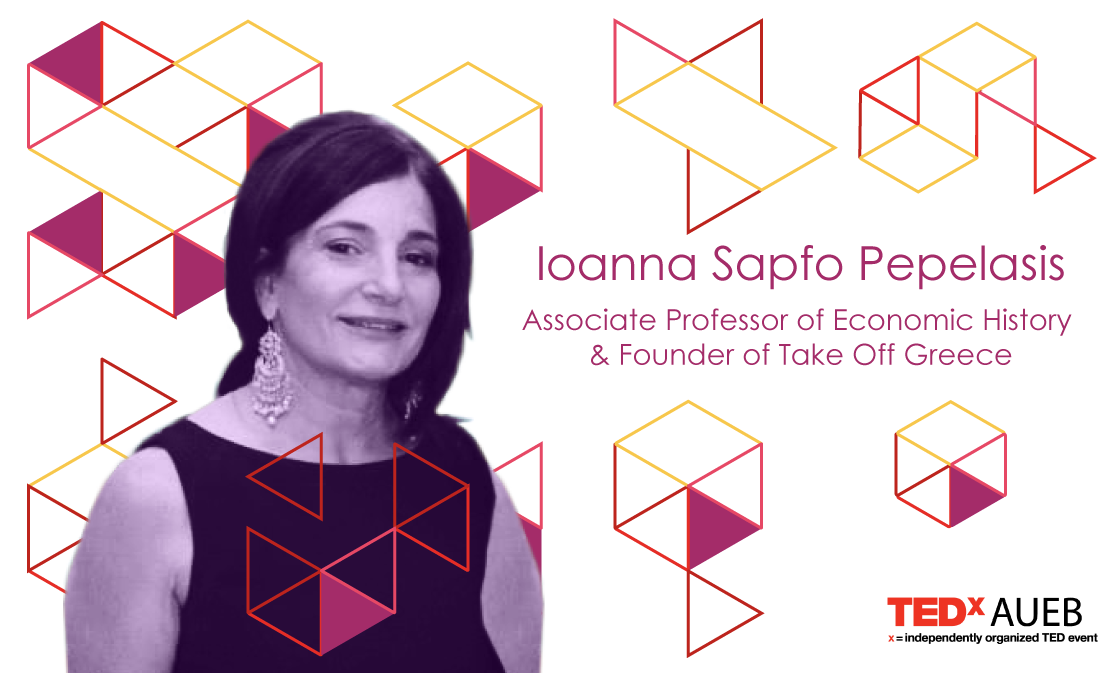 Ioanna Sapfo Pepelasis
Associate Professor of Economic History
& Founder of Take Off Greece
TEDx AUEB
x = independently organized TED event